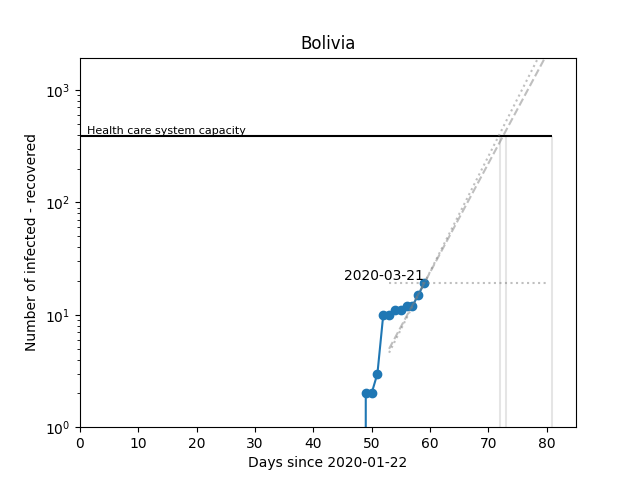 Bolivia
Number of infected - recovered
10³
10²
10¹
10⁰
Health care system capacity
2020-03-21
0 10 20 30 40 50 60 70 80
Days since 2020-01-22